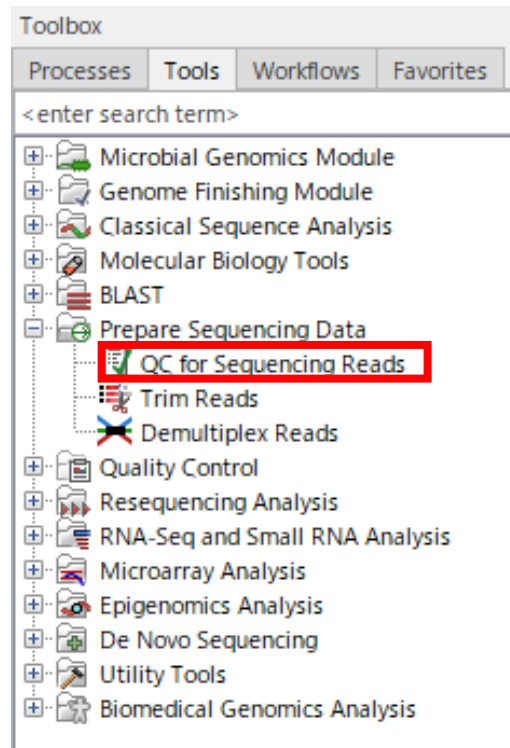 Toolbox
Processes Tools Workflows Favorites
<enter search term>
Microbial Genomics Module
Genome Finishing Module
Classical Sequence Analysis
Molecular Biology Tools
BLAST
Prepare Sequencing Data
QC for Sequencing Reads
Trim Reads
Demultiplex Reads
Quality Control
Resequencing Analysis
RNA-Seq and Small RNA Analysis
Microarray Analysis
Epigenomics Analysis
De Novo Sequencing
Utility Tools
Biomedical Genomics Analysis